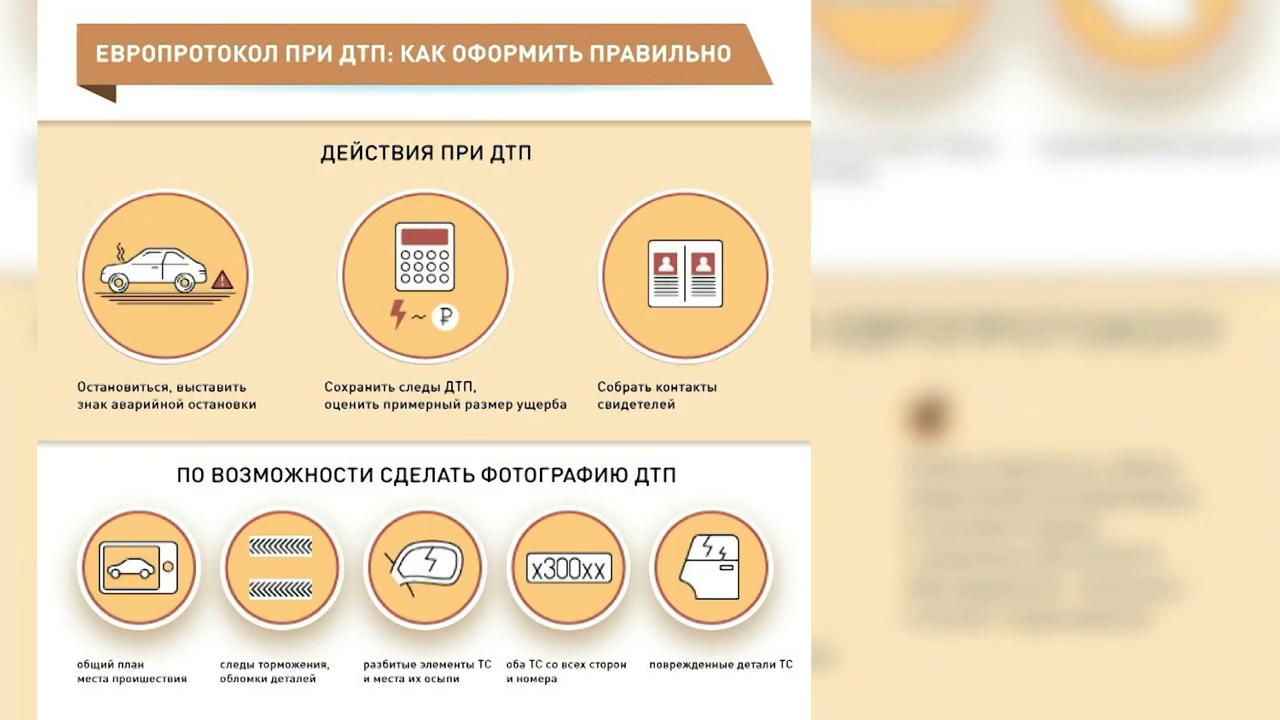 ЕВРОПРОТОКОЛ ПРИ ДТП: КАК ОФОРМИТЬ ПРАВИЛЬНО
ДЕЙСТВИЯ ПРИ ДТП
Остановиться, выставить
знак аварийной остановки
Сохранить следы ДТП,
оценить примерный размер ущерба
Собрать контакты
свидетелей
ПО ВОЗМОЖНОСТИ СДЕЛАТЬ ФОТОГРАФИЮ ДТП
х300хх
общий план
места проишествия
следы торможения,
обломки деталей
разбитые элементы ТС
и места их осыпи
оба ТС со всех сторон
и номера
поврежденные детали ТС